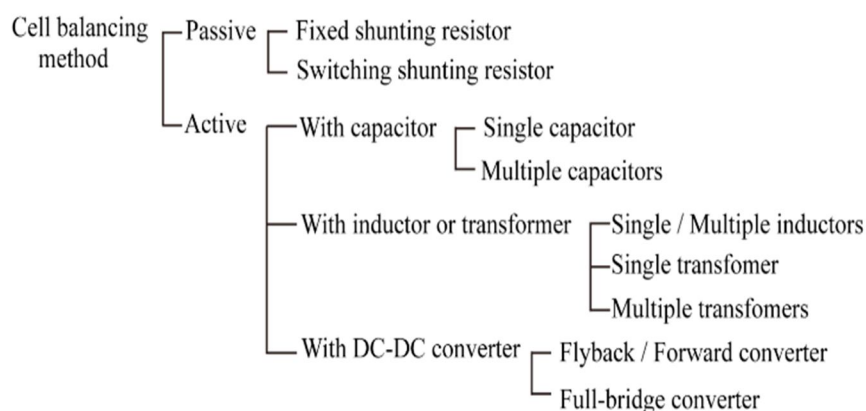 Cell balancing
method
Passive
Fixed shunting resistor
Switching shunting resistor
Active
With capacitor
Single capacitor
Multiple capacitors
With inductor or transformer
Single / Multiple inductors
Single transfomer
Multiple transfomers
With DC-DC converter
Flyback / Forward converter
Full-bridge converter